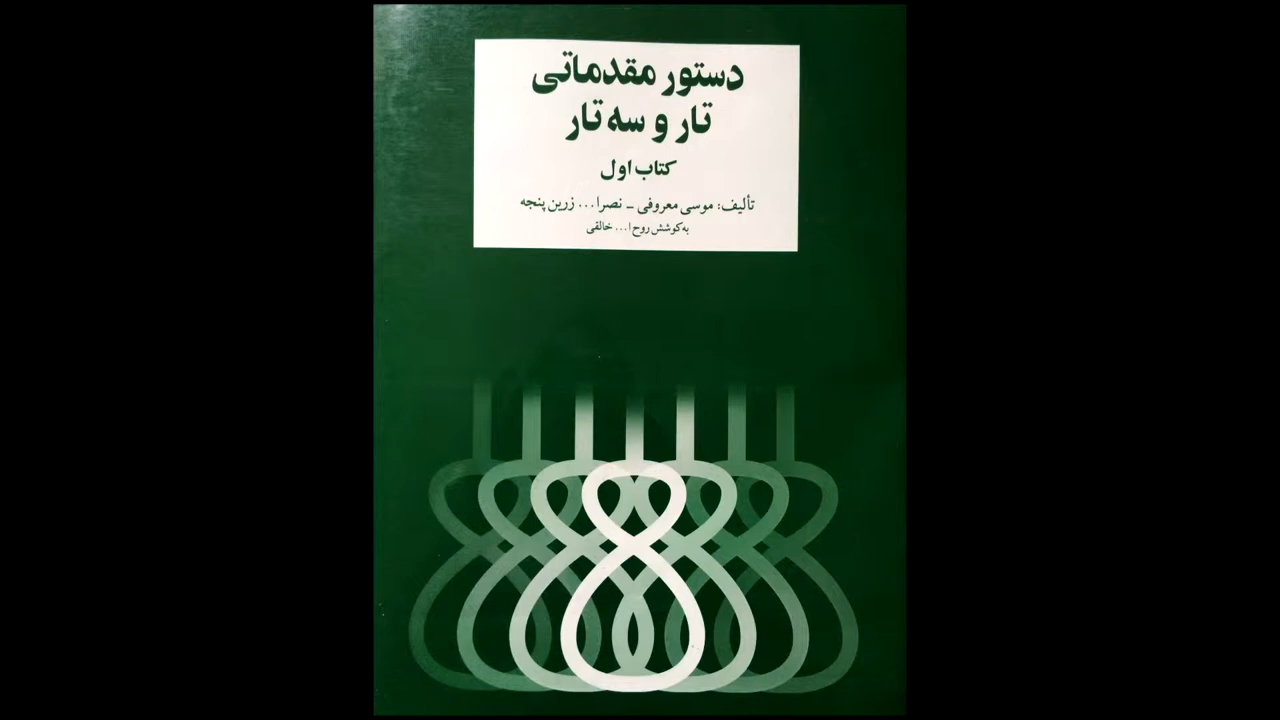 دستور مقدماتی
تار و سه تار
کتاب اول
تألیف: موسی معروفی ـ نصرا... زرین پنجه
به کوشش روح ا... خالقی